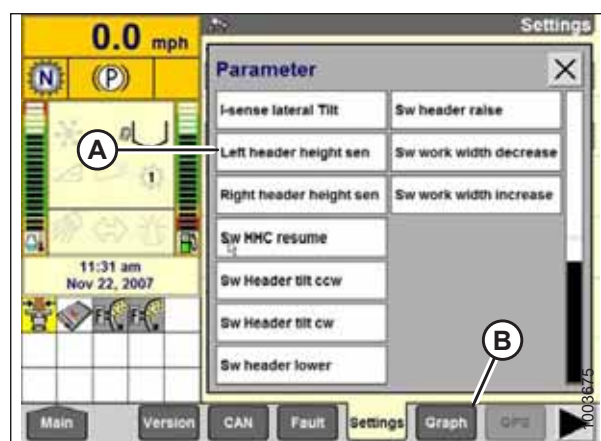 0.0 mph
Settings
N
(P)
Parameter
I-sense lateral Tilt
Sw header raise
A
Left header height sen
Sw work width decrease
1
Right header height sen
Sw work width increase
Sw HHC resume
11:31 am
Nov 22, 2007
Sw Header tilt ccw
Sw Header tilt cw
B
Sw header lower
Main
Version
CAN
Fault
Settings
Graph
GPS
1003675